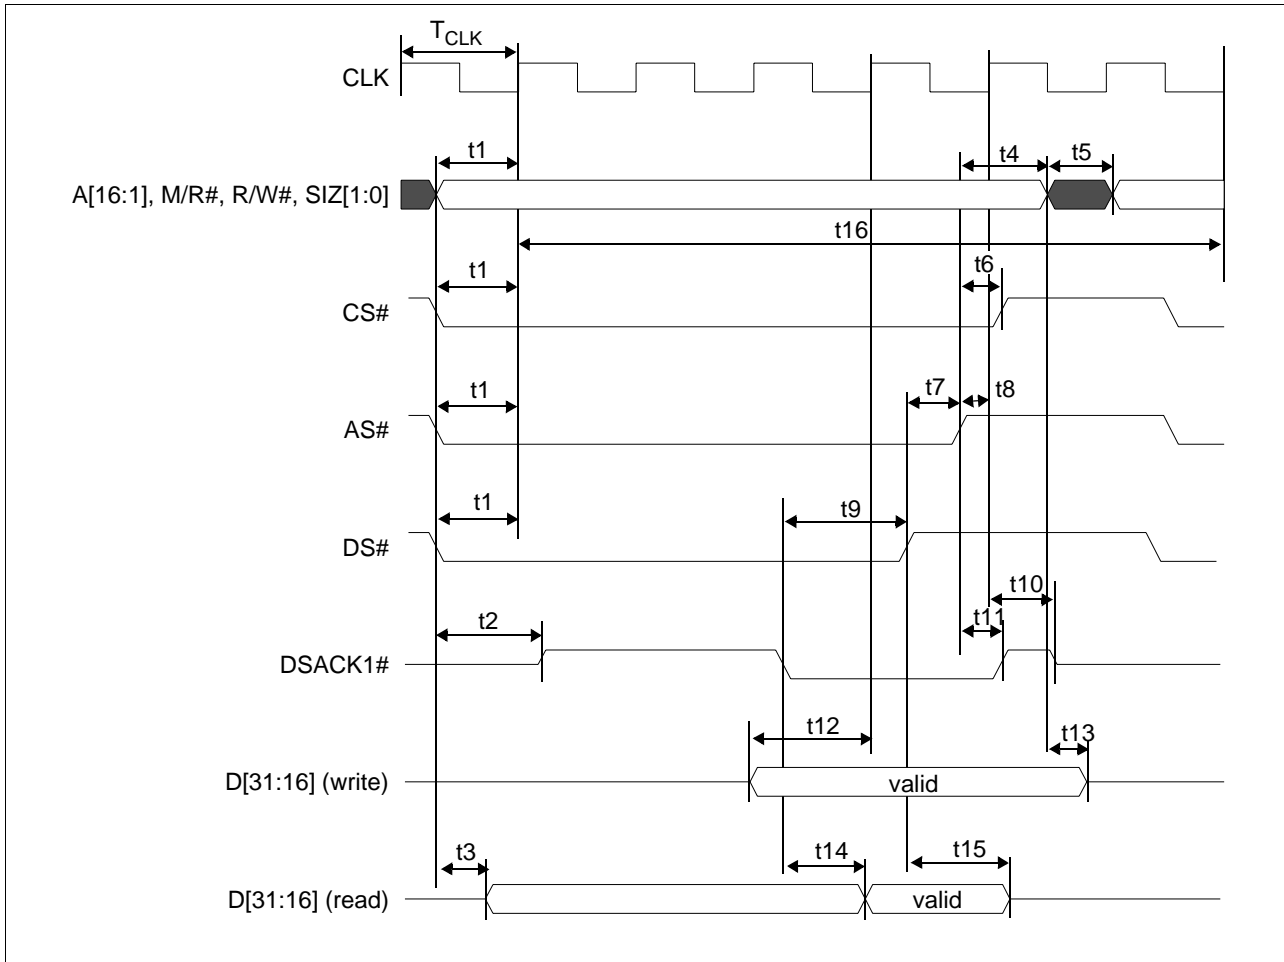 TCLK
CLK
t1
t4
t5
A[16:1], M/R#, R/W#, SIZ[1:0]
t16
t1
t6
CS#
t1
t7
t8
AS#
t1
t9
DS#
t10
t2
t11
DSACK1#
t12
t13
D[31:16] (write)
valid
t3
t14
t15
D[31:16] (read)
valid